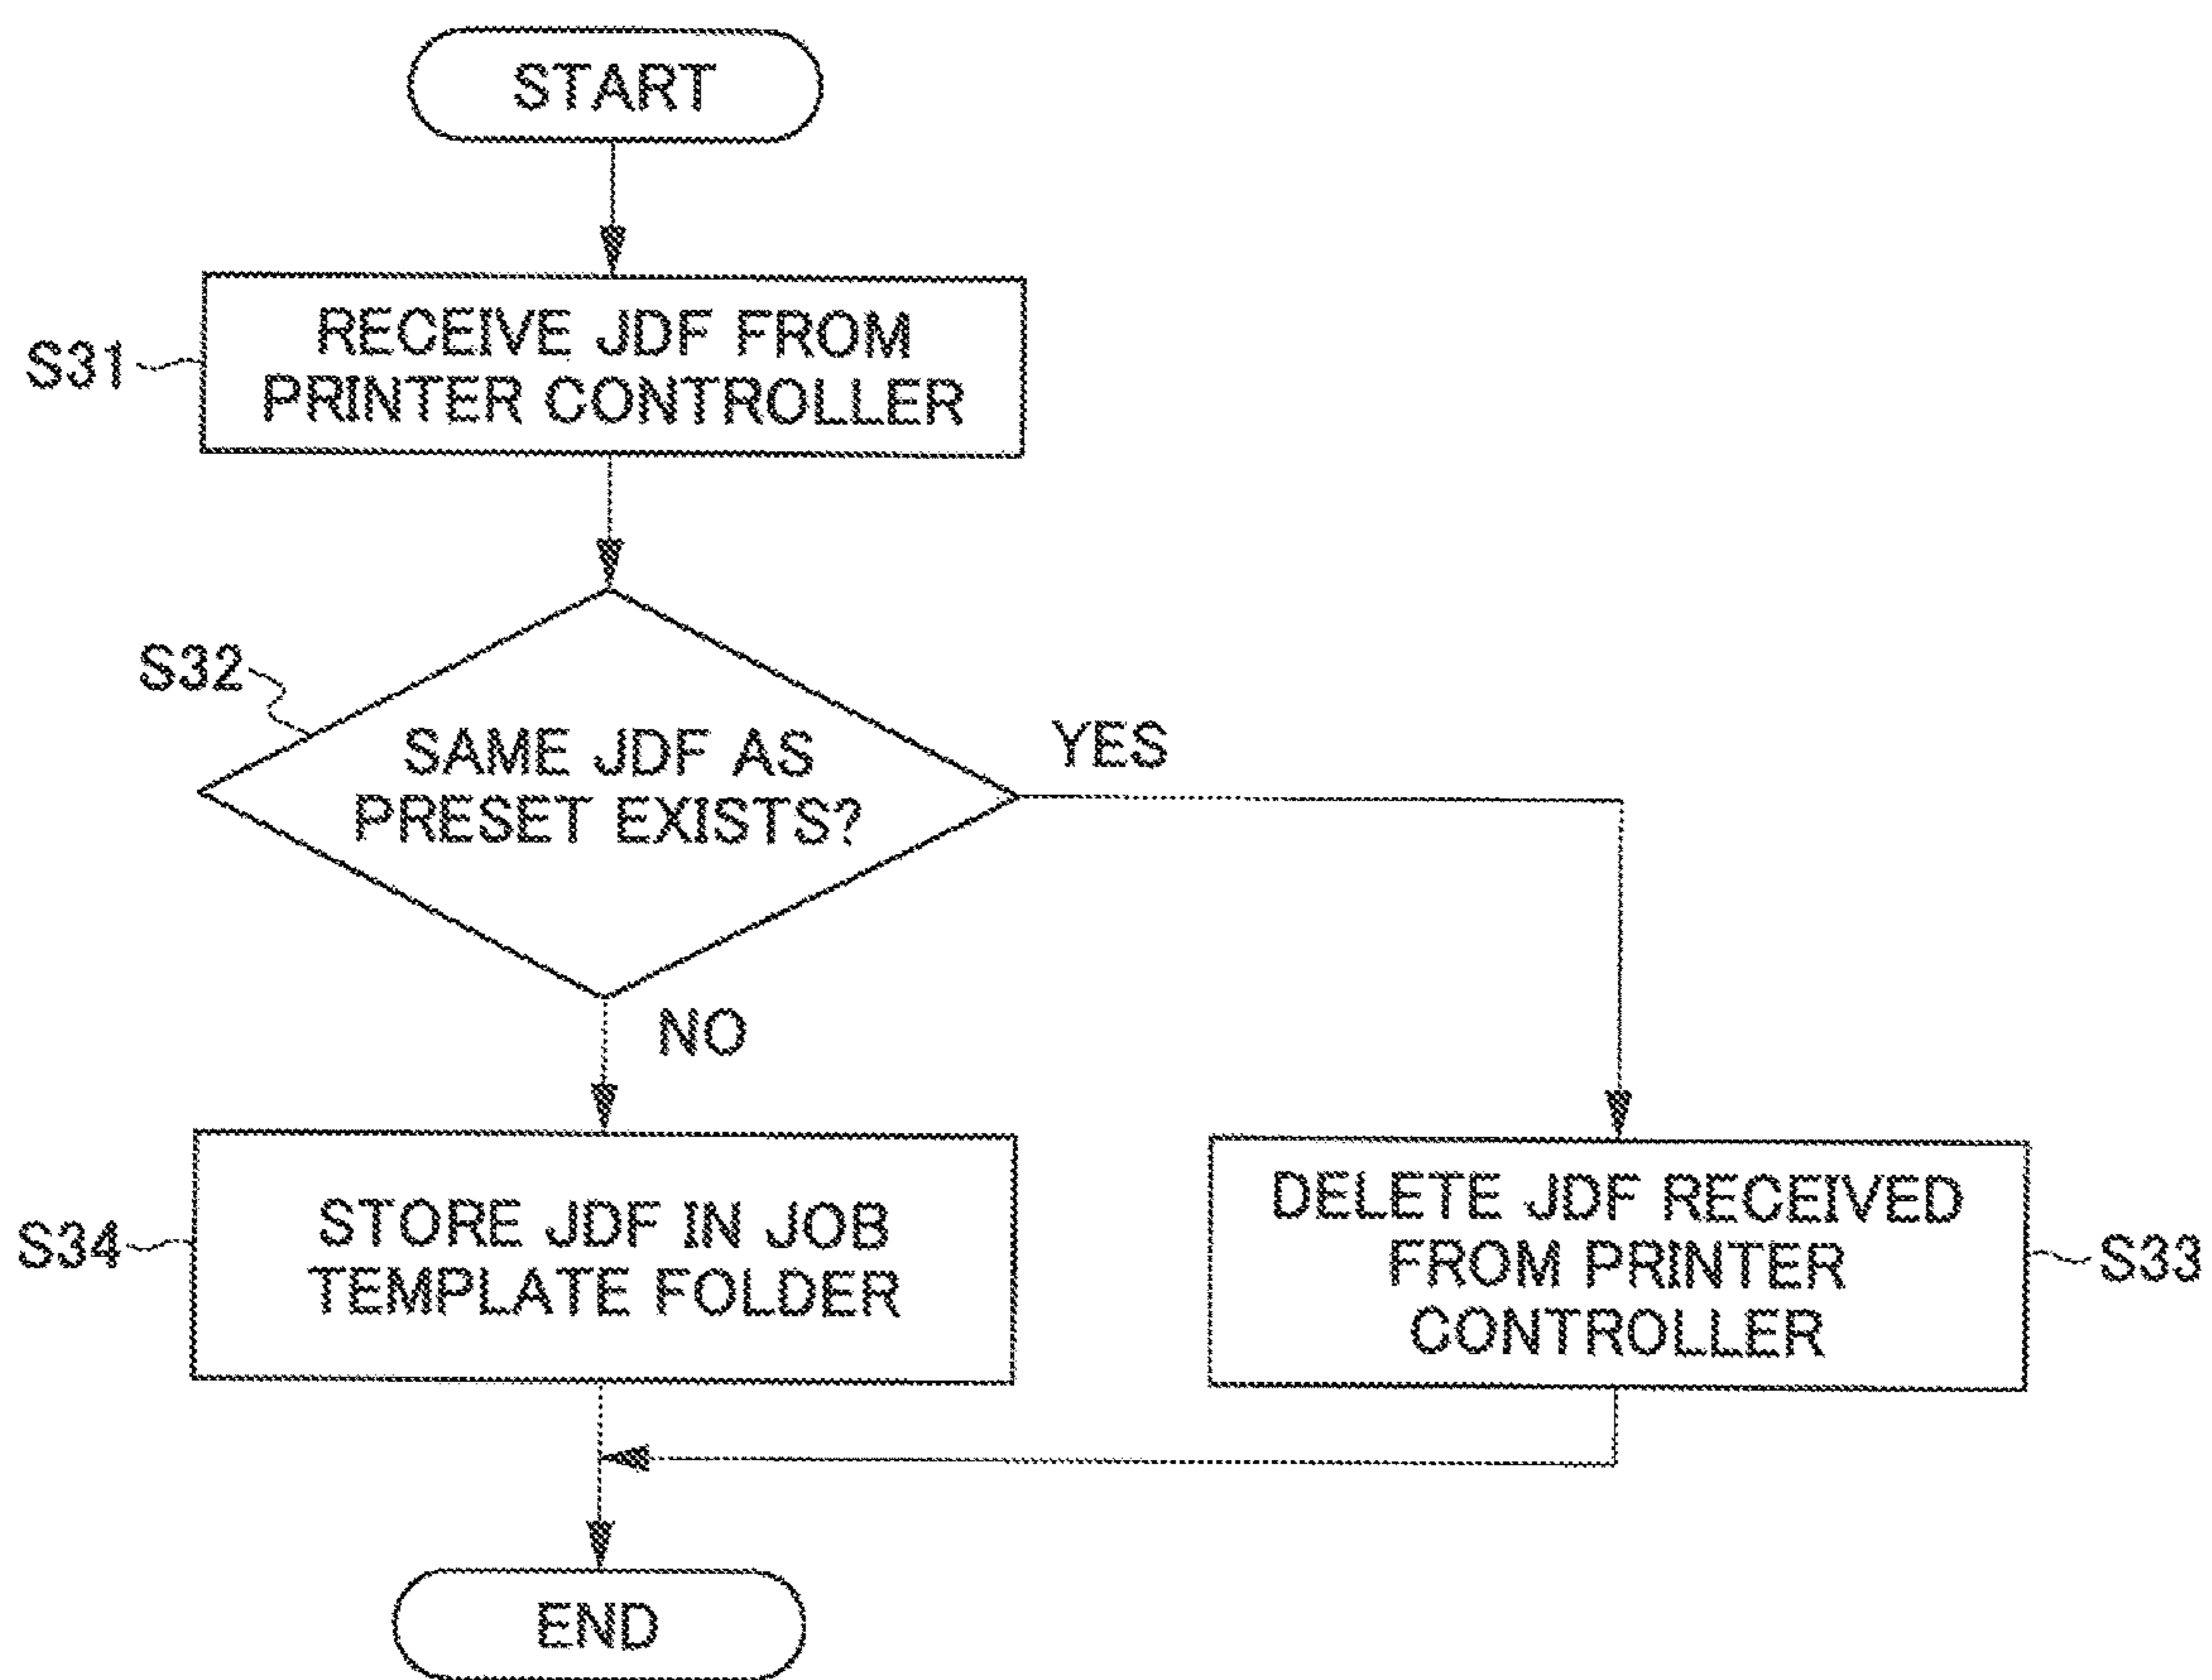 START
S31
RECEIVE JDF FROM
PRINTER CONTROLLER
S32
SAME JDF AS
PRESET EXISTS?
YES
NO
S34
STORE JDF IN JOB
TEMPLATE FOLDER
DELETE JDF RECEIVED
FROM PRINTER
CONTROLLER
S33
END